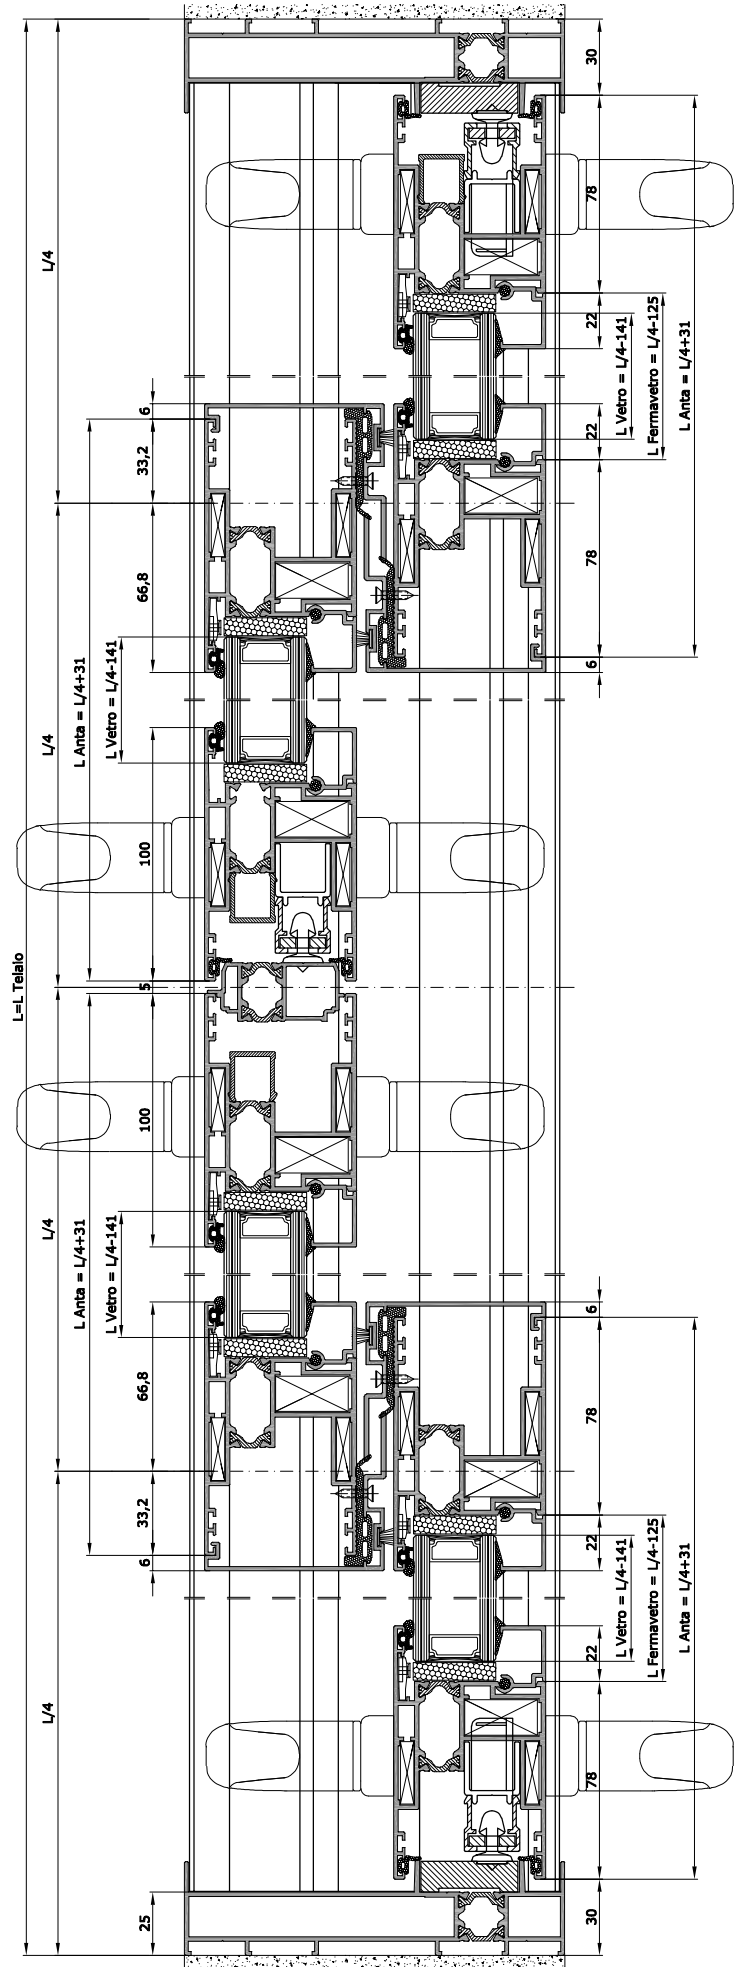 L=L Telaio
L/4
L/4
L/4
L/4
30
78
22
L Vetro = L/4-141
L Fermavetro = L/4-125
L Anta = L/4+31
22
78
6
6
33,2
66,8
L Anta = L/4+31
L Vetro = L/4-141
100
5
100
L Anta = L/4+31
L Vetro = L/4-141
66,8
33,2
6
6
78
22
L Vetro = L/4-141
L Fermavetro = L/4-125
L Anta = L/4+31
22
78
25
30